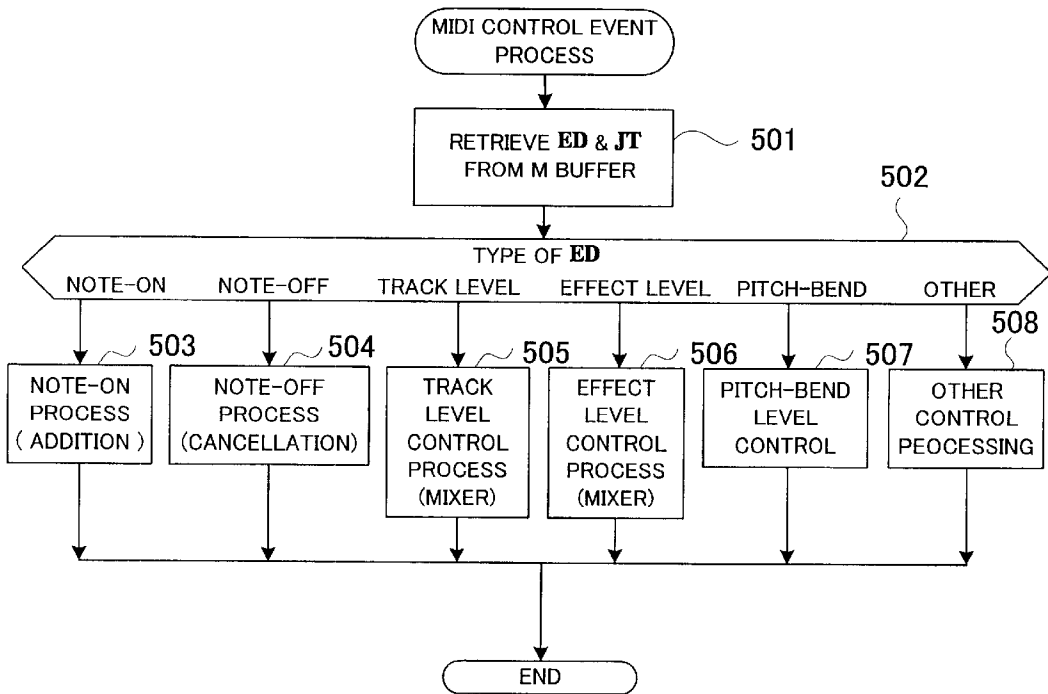 MIDI CONTROL EVENT
PROCESS
RETRIEVE ED & JT
FROM M BUFFER
501
502
TYPE OF ED
NOTE-ON NOTE-OFF TRACK LEVEL EFFECT LEVEL PITCH-BEND OTHER
503
NOTE-ON
PROCESS
( ADDITION )
504
NOTE-OFF
PROCESS
(CANCELLATION)
505
TRACK
LEVEL
CONTROL
PROCESS
(MIXER)
506
EFFECT
LEVEL
CONTROL
PROCESS
(MIXER)
507
PITCH-BEND
LEVEL
CONTROL
508
OTHER
CONTROL
PEOCESSING
END